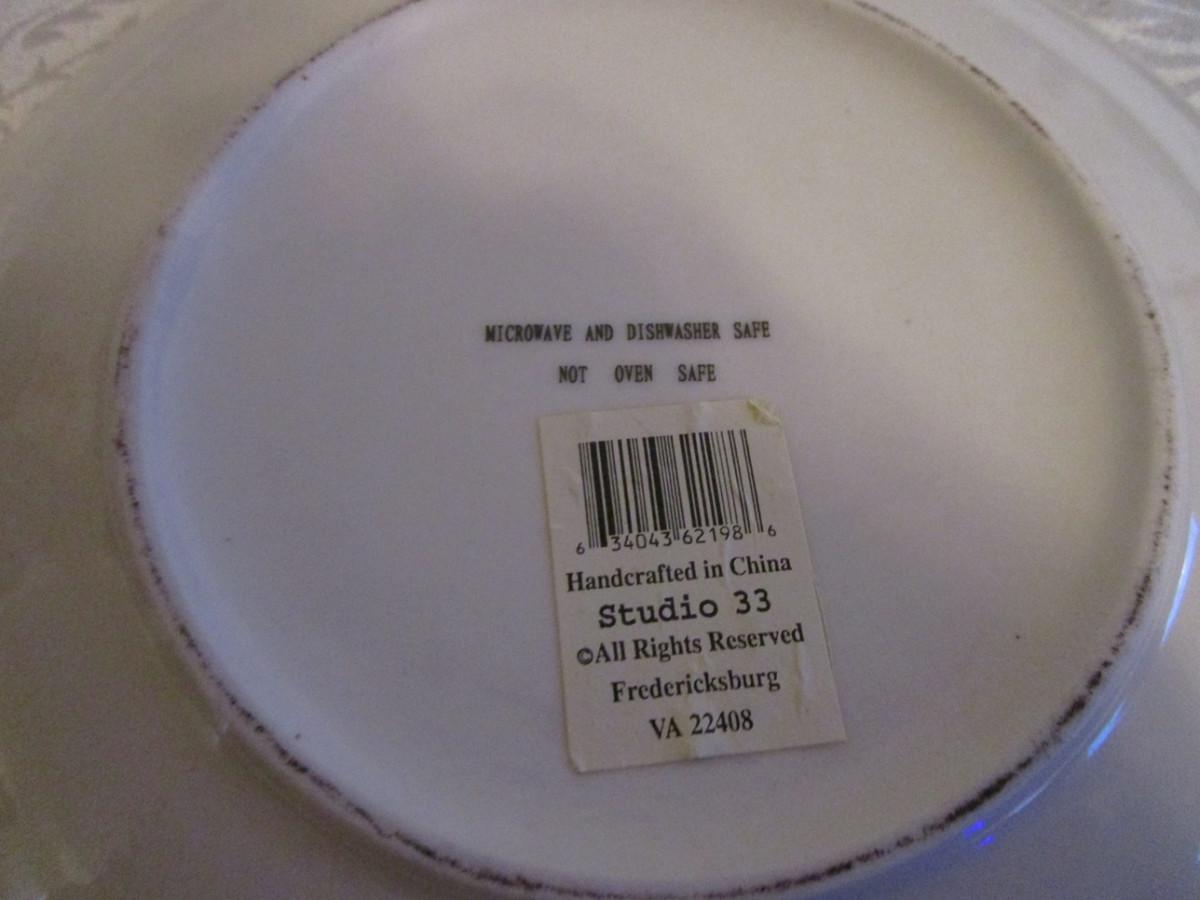 MICROWAVE AND DISHWASHER SAFE
NOT OVEN SAFE
6 34043 62198 6
Handcrafted in China
Studio 33
©All Rights Reserved
Fredericksburg
VA 22408